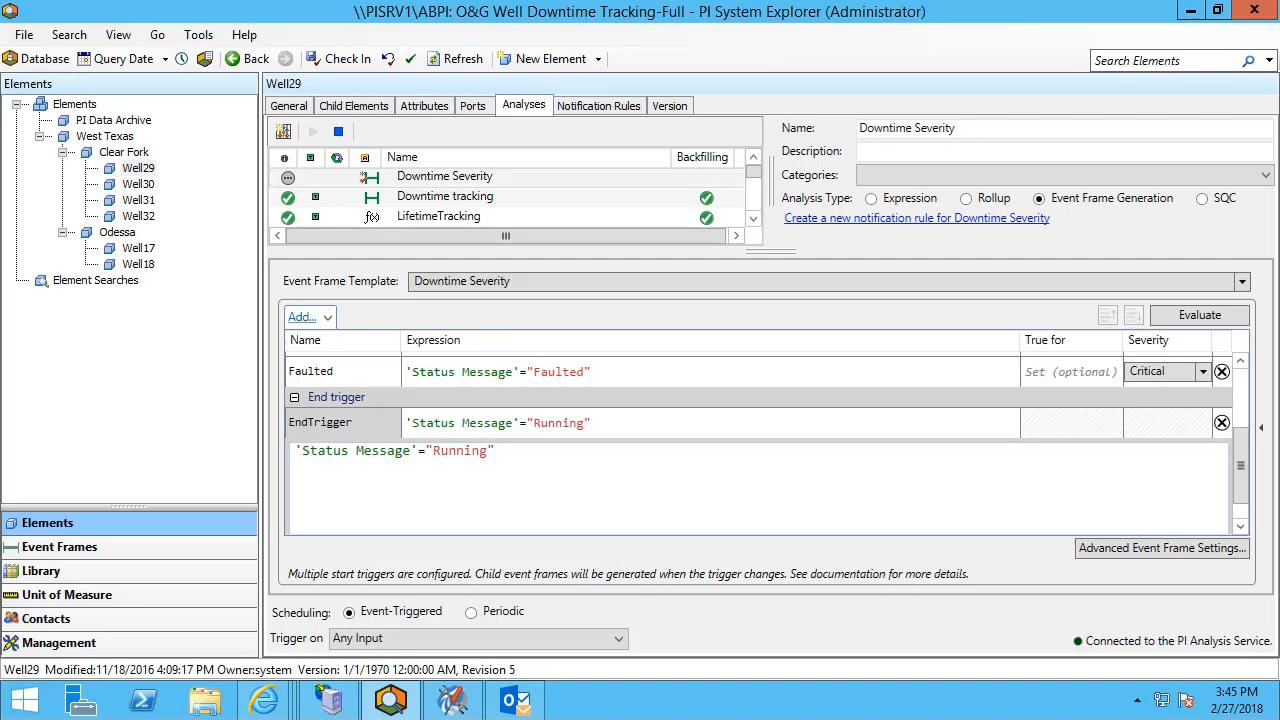 \\PISRV1\ABPI: O&G Well Downtime Tracking-Full - PI System Explorer (Administrator)
File Search View Go Tools Help
Database Query Date Back Check In Refresh New Element Search Elements
Elements
Elements
PI Data Archive
West Texas
Clear Fork
Well29
Well30
Well31
Well32
Odessa
Well17
Well18
Element Searches
Elements
Event Frames
Library
Unit of Measure
Contacts
Management
Well29
General Child Elements Attributes Ports Analyses Notification Rules Version
Name Backfilling
Downtime Severity
Downtime tracking
f(x) LifetimeTracking
Name: Downtime Severity
Description:
Categories:
Analysis Type: Expression Rollup Event Frame Generation SQC
Create a new notification rule for Downtime Severity
Event Frame Template: Downtime Severity
Add... Evaluate
Name Expression True for Severity
Faulted 'Status Message'="Faulted" Set (optional) Critical
End trigger
EndTrigger 'Status Message'="Running"
'Status Message'="Running"
Advanced Event Frame Settings...
Multiple start triggers are configured. Child event frames will be generated when the trigger changes. See documentation for more details.
Scheduling: Event-Triggered Periodic
Trigger on Any Input
Connected to the PI Analysis Service.
Well29 Modified:11/18/2016 4:09:17 PM Owner:system Version: 1/1/1970 12:00:00 AM, Revision 5
3:45 PM
2/27/2018